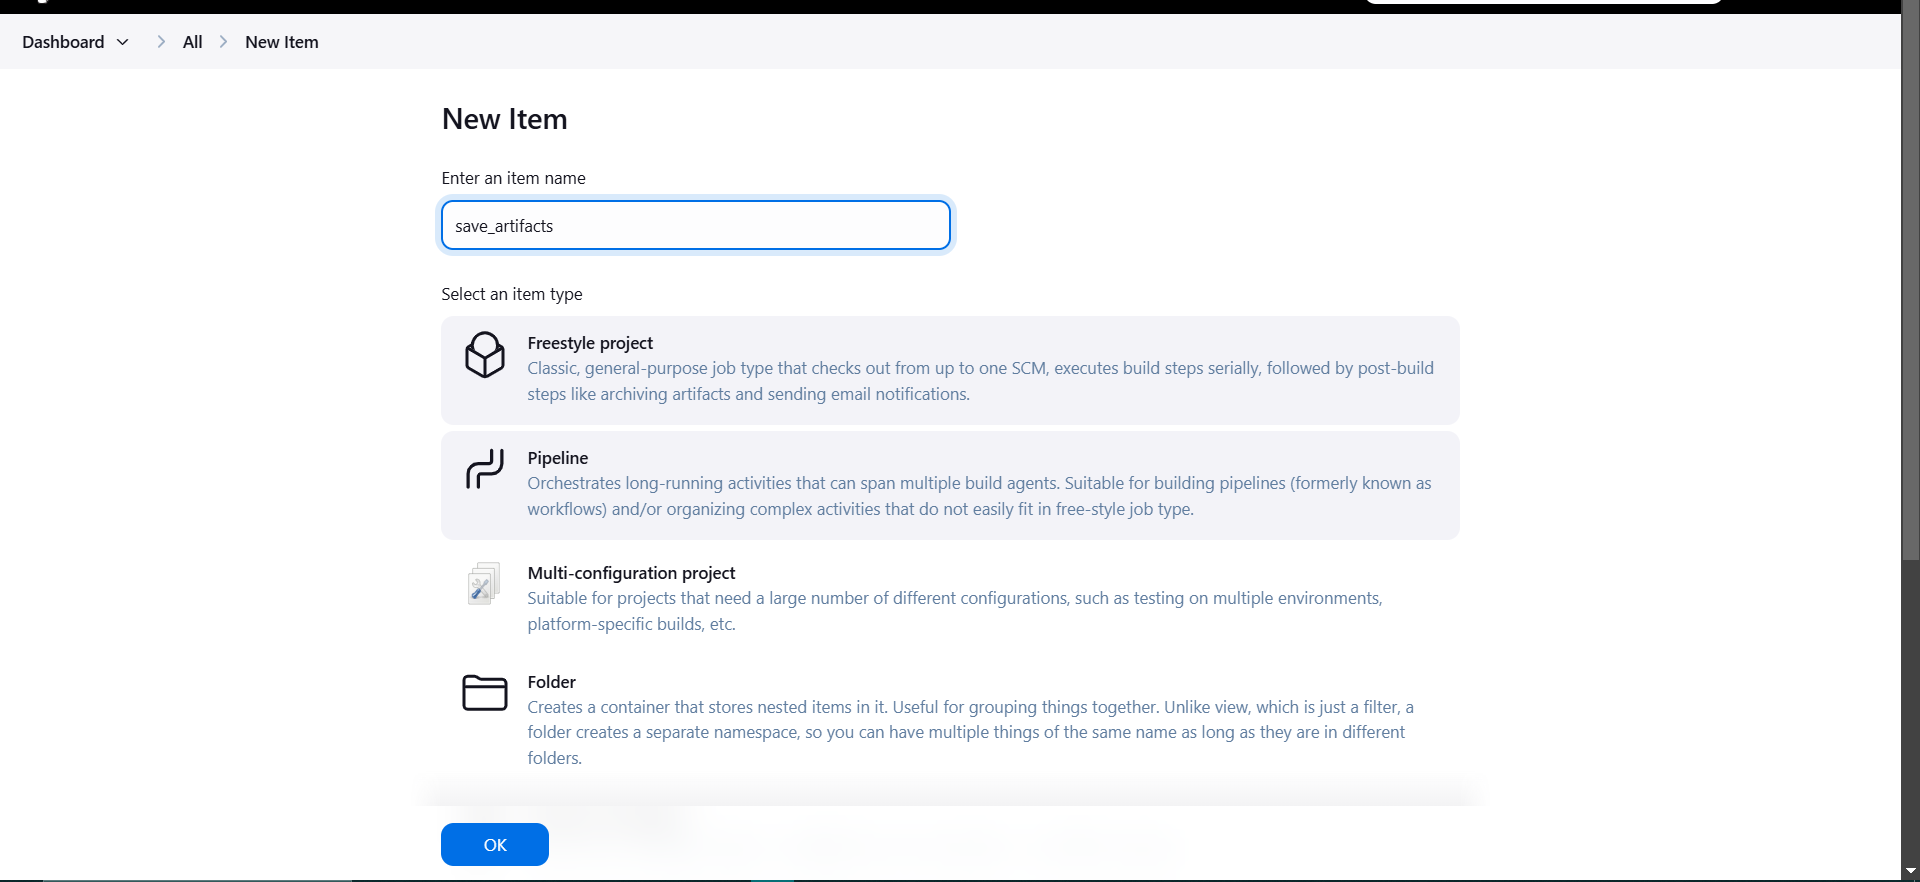 Dashboard > All > New Item
New Item
Enter an item name
save_artifacts
Select an item type
Freestyle project
Classic, general-purpose job type that checks out from up to one SCM, executes build steps serially, followed by post-build
steps like archiving artifacts and sending email notifications.
Pipeline
Orchestrates long-running activities that can span multiple build agents. Suitable for building pipelines (formerly known as
workflows) and/or organizing complex activities that do not easily fit in free-style job type.
Multi-configuration project
Suitable for projects that need a large number of different configurations, such as testing on multiple environments,
platform-specific builds, etc.
Folder
Creates a container that stores nested items in it. Useful for grouping things together. Unlike view, which is just a filter, a
folder creates a separate namespace, so you can have multiple things of the same name as long as they are in different
folders.
OK